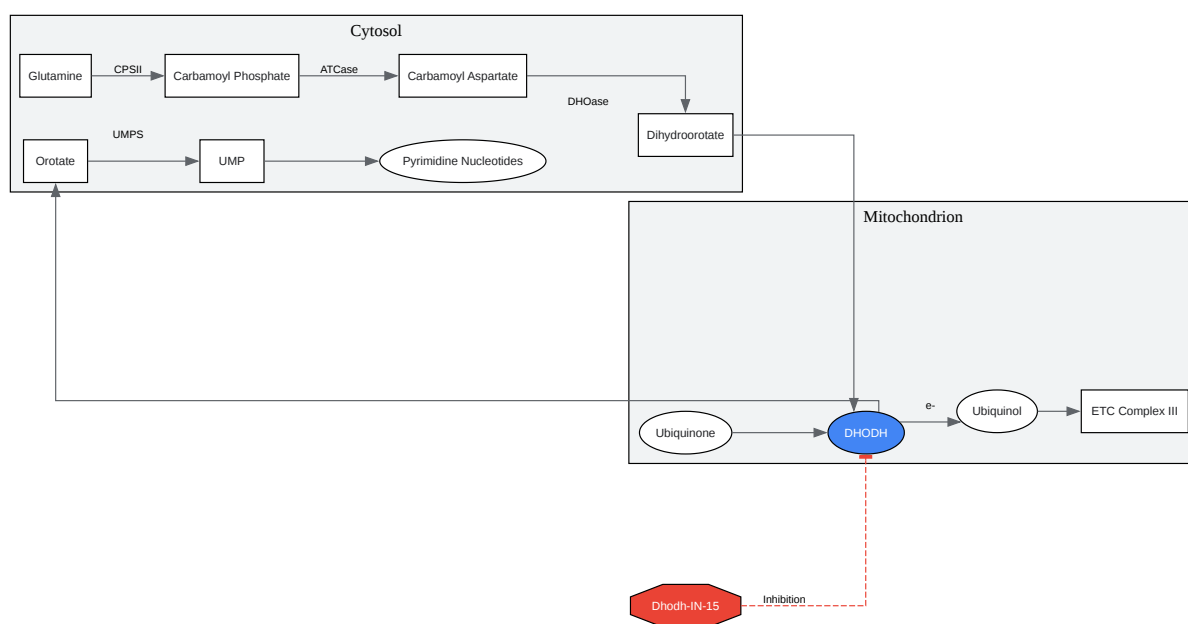 Cytosol
Glutamine
CPSII
Carbamoyl Phosphate
ATCase
Carbamoyl Aspartate
DHOase
Dihydroorotate
UMPS
Orotate
UMP
Pyrimidine Nucleotides
Mitochondrion
Ubiquinone
DHODH
e-
Ubiquinol
ETC Complex III
Dhodh-IN-15
Inhibition